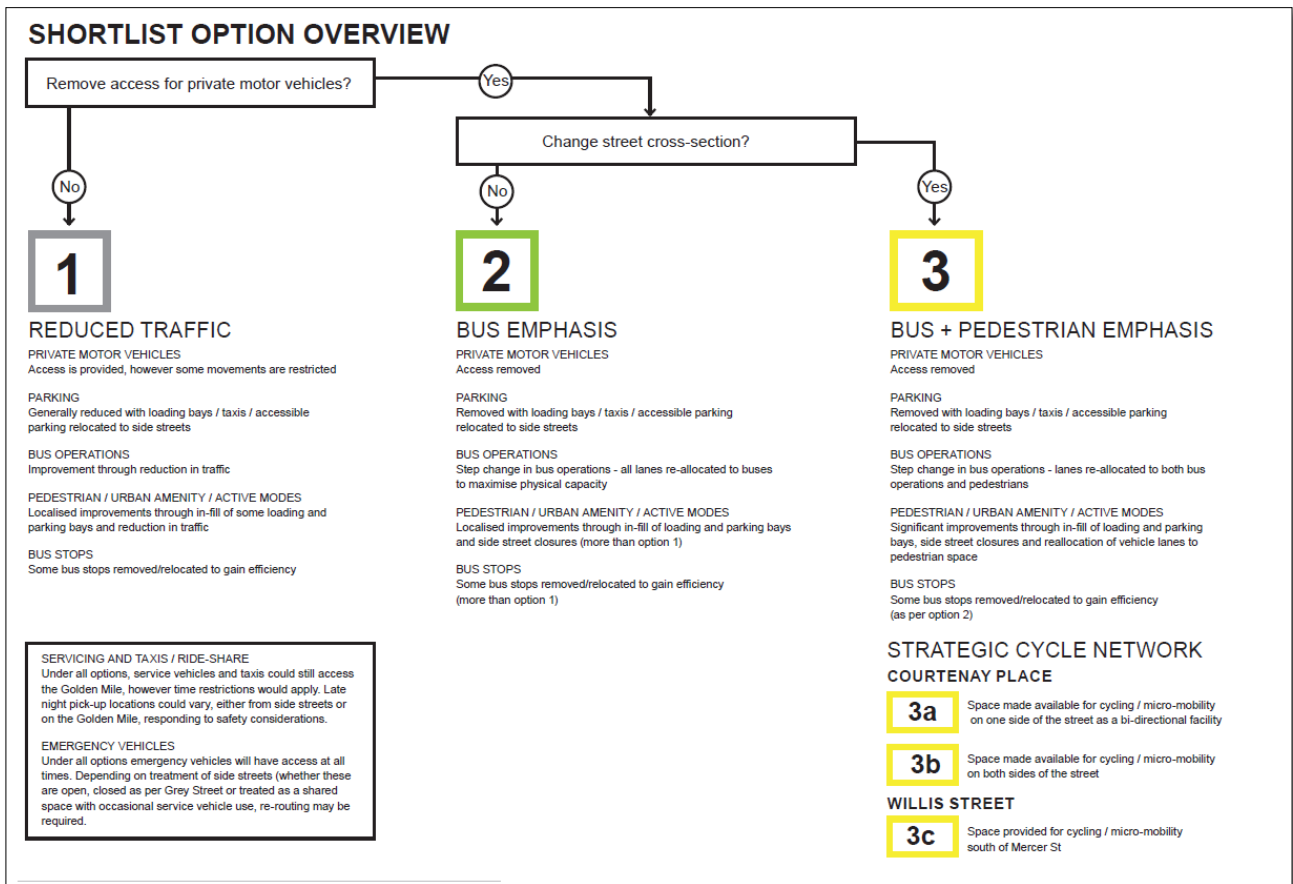 SHORTLIST OPTION OVERVIEW
Remove access for private motor vehicles?
Yes
Change street cross-section?
No
No
Yes
1
REDUCED TRAFFIC
PRIVATE MOTOR VEHICLES
Access is provided, however some movements are restricted
PARKING
Generally reduced with loading bays / taxis / accessible
parking relocated to side streets
BUS OPERATIONS
Improvement through reduction in traffic
PEDESTRIAN / URBAN AMENITY / ACTIVE MODES
Localised improvements through in-fill of some loading and
parking bays and reduction in traffic
BUS STOPS
Some bus stops removed/relocated to gain efficiency
2
BUS EMPHASIS
PRIVATE MOTOR VEHICLES
Access removed
PARKING
Removed with loading bays / taxis / accessible parking
relocated to side streets
BUS OPERATIONS
Step change in bus operations - all lanes re-allocated to buses
to maximise physical capacity
PEDESTRIAN / URBAN AMENITY / ACTIVE MODES
Localised improvements through in-fill of loading and parking bays
and side street closures (more than option 1)
BUS STOPS
Some bus stops removed/relocated to gain efficiency
(more than option 1)
3
BUS + PEDESTRIAN EMPHASIS
PRIVATE MOTOR VEHICLES
Access removed
PARKING
Removed with loading bays / taxis / accessible parking
relocated to side streets
BUS OPERATIONS
Step change in bus operations - lanes re-allocated to both bus
operations and pedestrians
PEDESTRIAN / URBAN AMENITY / ACTIVE MODES
Significant improvements through in-fill of loading and parking
bays, side street closures and reallocation of vehicle lanes to
pedestrian space
BUS STOPS
Some bus stops removed/relocated to gain efficiency
(as per option 2)
SERVICING AND TAXIS / RIDE-SHARE
Under all options, service vehicles and taxis could still access
the Golden Mile, however time restrictions would apply. Late
night pick-up locations could vary, either from side streets or
on the Golden Mile, responding to safety considerations.
EMERGENCY VEHICLES
Under all options emergency vehicles will have access at all
times. Depending on treatment of side streets (whether these
are open, closed as per Grey Street or treated as a shared
space with occasional service vehicle use, re-routing may be
required.
STRATEGIC CYCLE NETWORK
COURTENAY PLACE
3a
Space made available for cycling / micro-mobility
on one side of the street as a bi-directional facility
3b
Space made available for cycling / micro-mobility
on both sides of the street
WILLIS STREET
3c
Space provided for cycling / micro-mobility
south of Mercer St